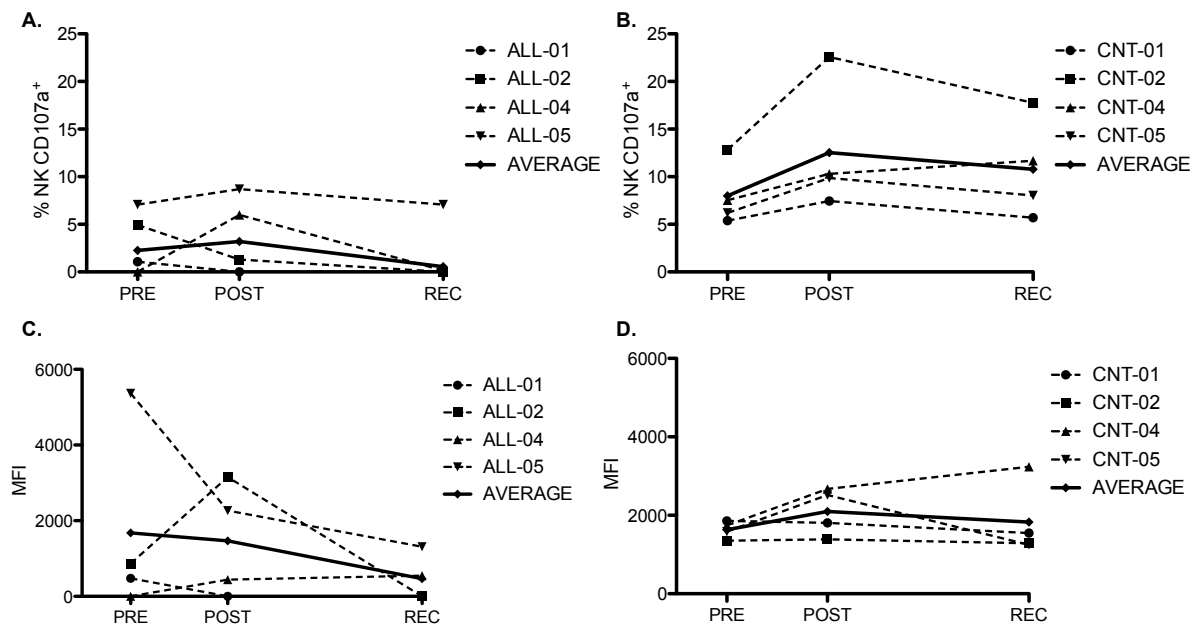 A.
% NK CD107a⁺
25
20
15
10
5
0
PRE POST REC
ALL-01
ALL-02
ALL-04
ALL-05
AVERAGE
B.
% NK CD107a⁺
25
20
15
10
5
0
PRE POST REC
CNT-01
CNT-02
CNT-04
CNT-05
AVERAGE
C.
MFI
6000
4000
2000
0
PRE POST REC
ALL-01
ALL-02
ALL-04
ALL-05
AVERAGE
D.
MFI
6000
4000
2000
0
PRE POST REC
CNT-01
CNT-02
CNT-04
CNT-05
AVERAGE